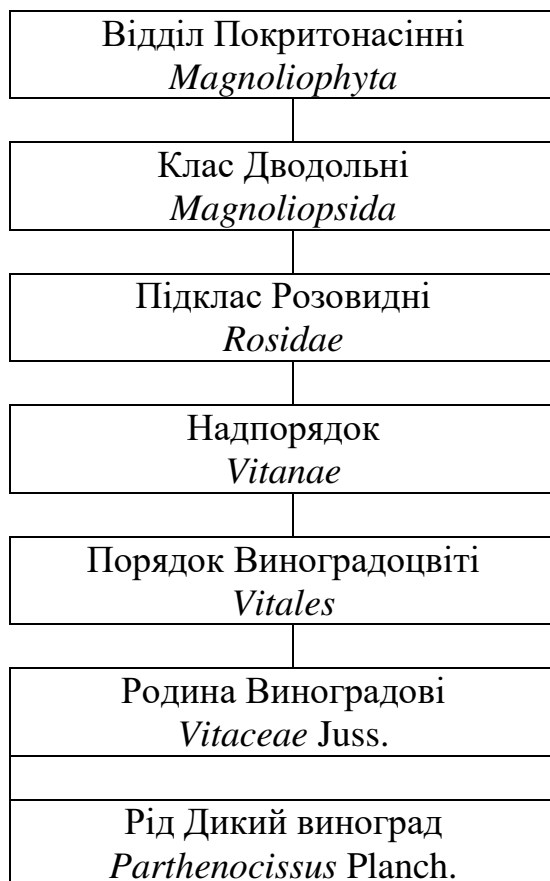 Відділ Покритонасінні
Magnoliophyta
Клас Дводольні
Magnoliopsida
Підклас Розовидні
Rosidae
Надпорядок
Vitanae
Порядок Виноградоцвіті
Vitales
Родина Виноградові
Vitaceae Juss.
Рід Дикий виноград
Parthenocissus Planch.